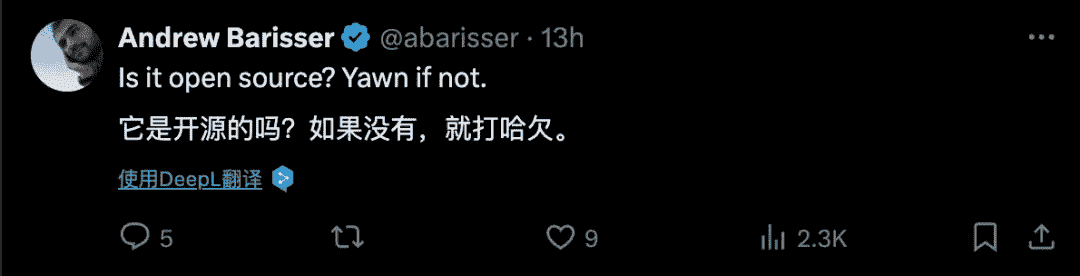 Andrew Barisser @abarisser · 13h
Is it open source? Yawn if not.
它是开源的吗？如果没有，就打哈欠。
使用DeepL翻译
5 9 2.3K